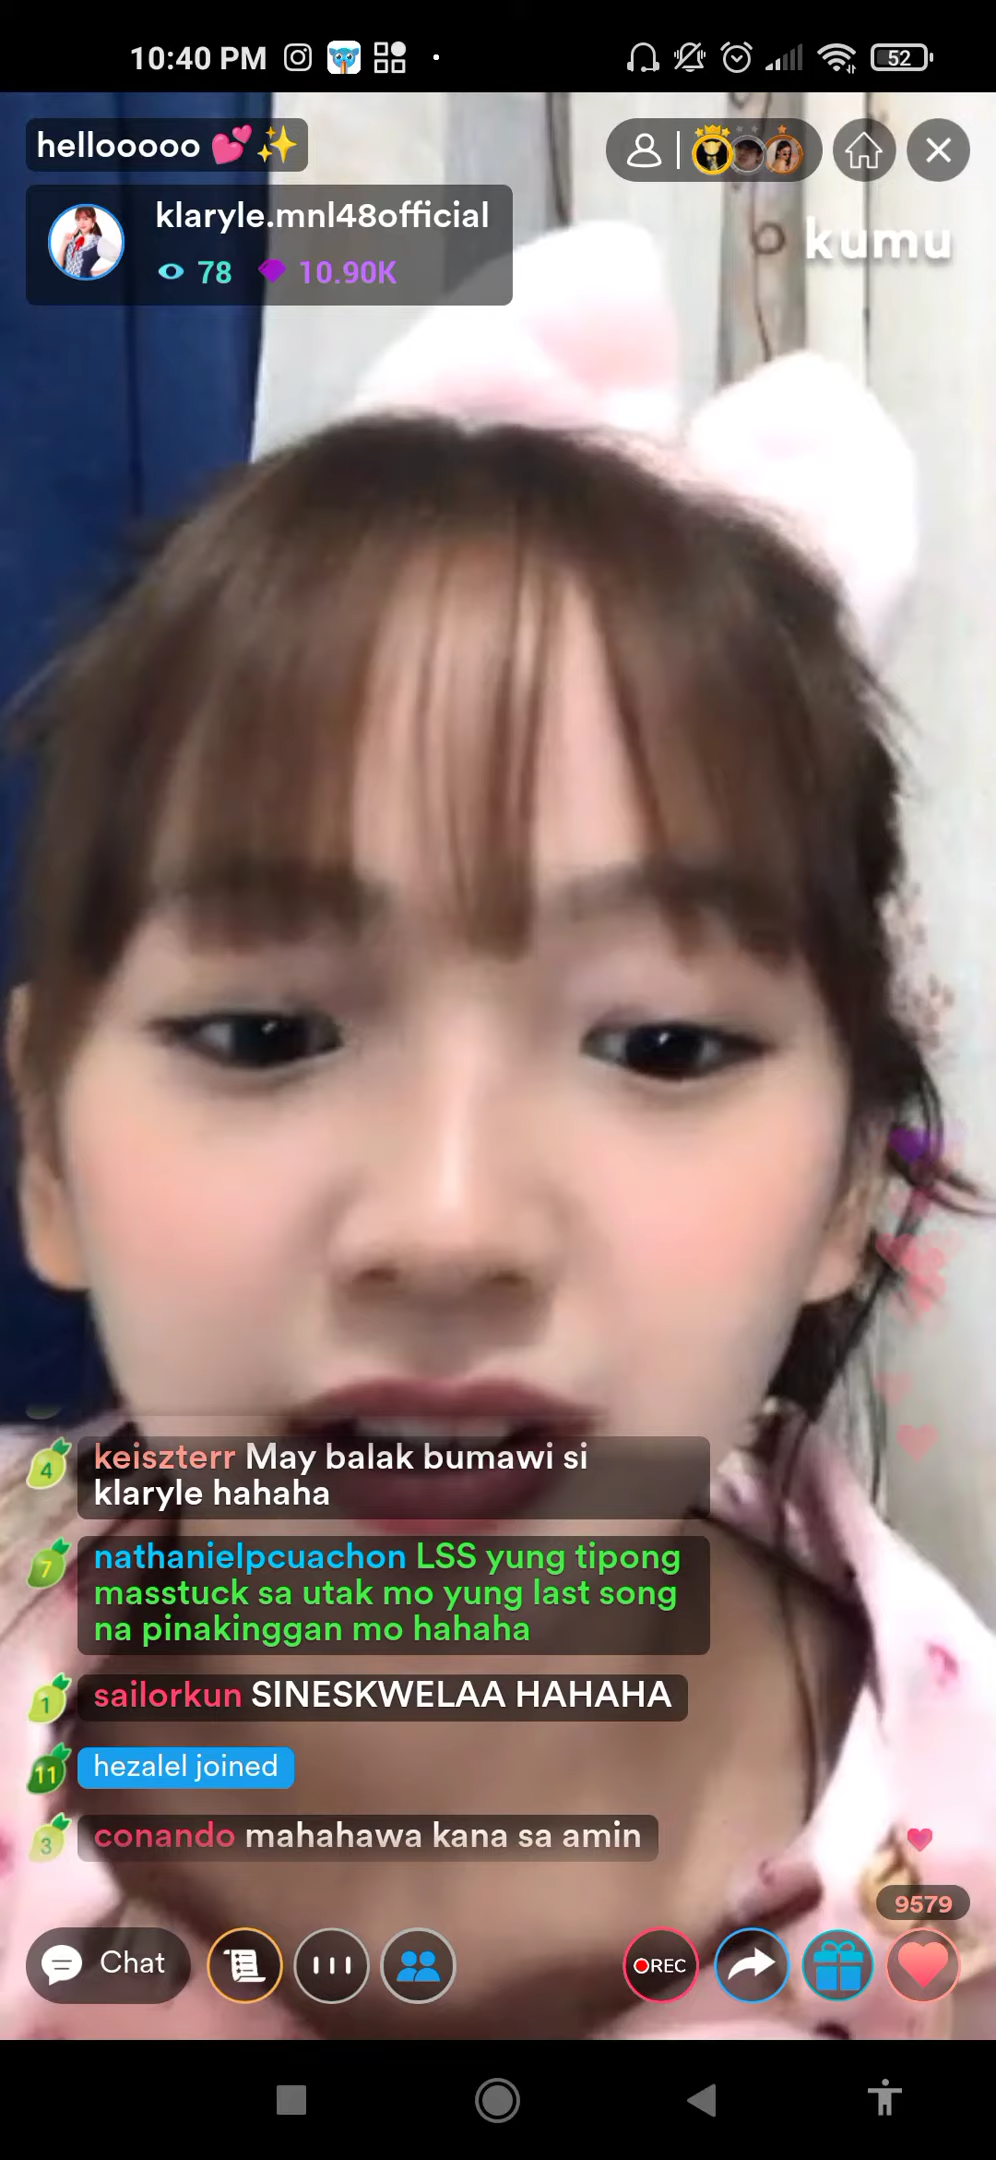 10:40 PM
52
hellooooo 💕✨
klaryle.mnl48official
78 10.90K
kumu
4 keiszterr May balak bumawi si
klaryle hahaha
7 nathanielpcuachon LSS yung tipong
masstuck sa utak mo yung last song
na pinakinggan mo hahaha
1 sailorkun SINESKWELAA HAHAHA
11 hezalel joined
3 conando mahahawa kana sa amin
9579
Chat
REC